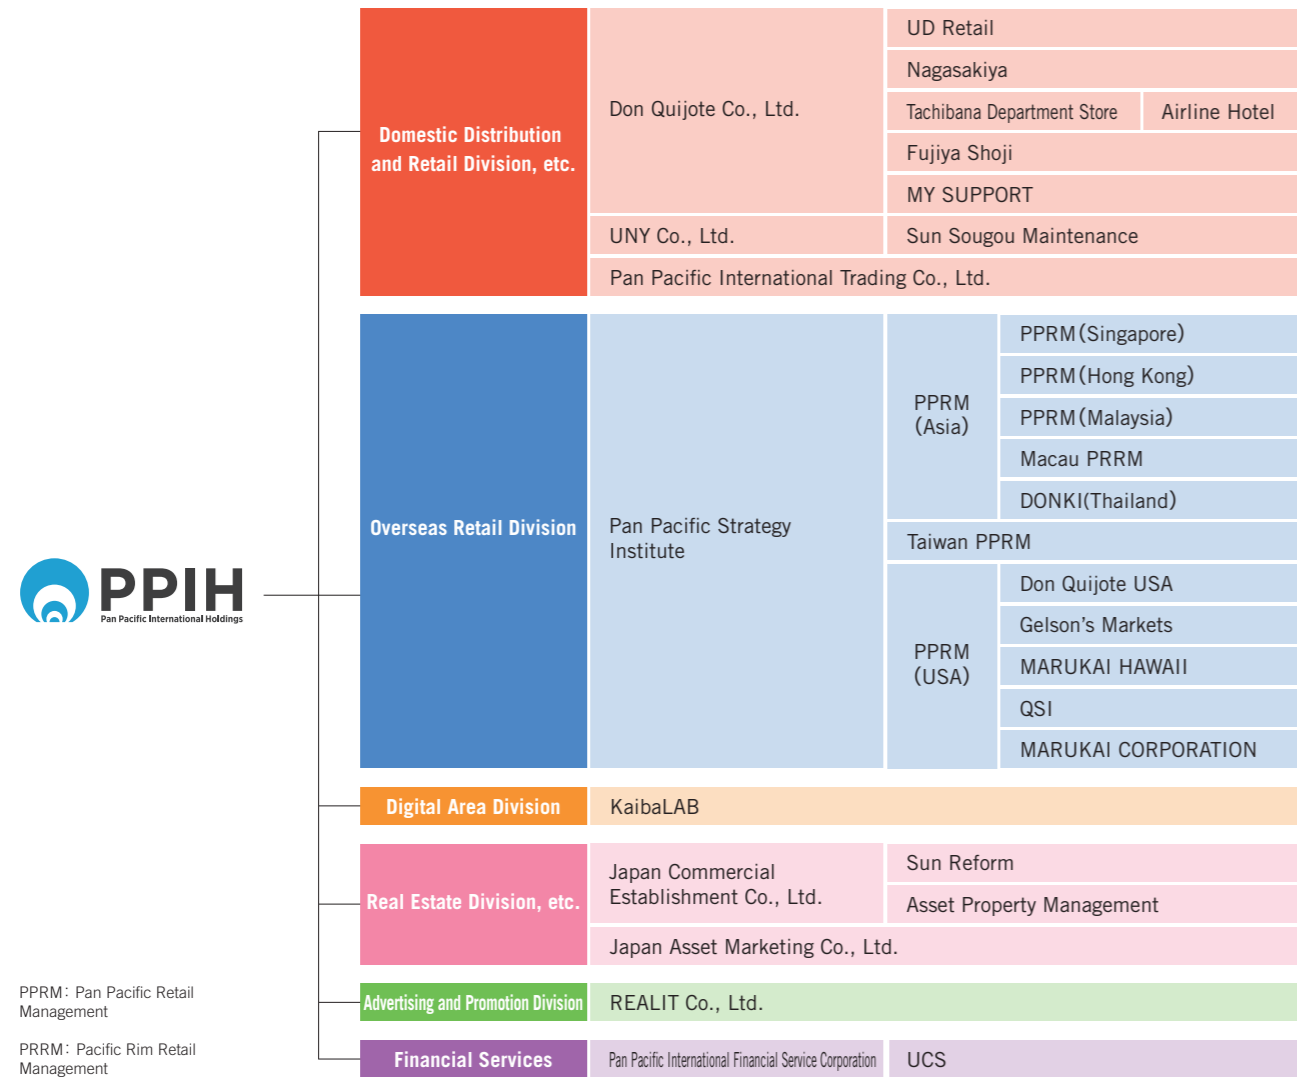 PPIH
Pan Pacific International Holdings
Domestic Distribution
and Retail Division, etc.
Don Quijote Co., Ltd.
UD Retail
Nagasakiya
Tachibana Department Store
Airline Hotel
Fujiya Shoji
MY SUPPORT
UNY Co., Ltd.
Sun Sougou Maintenance
Pan Pacific International Trading Co., Ltd.
Overseas Retail Division
Pan Pacific Strategy
Institute
PPRM
(Asia)
PPRM(Singapore)
PPRM(Hong Kong)
PPRM(Malaysia)
Macau PRRM
DONKI(Thailand)
Taiwan PPRM
PPRM
(USA)
Don Quijote USA
Gelson's Markets
MARUKAI HAWAII
QSI
MARUKAI CORPORATION
Digital Area Division
KaibaLAB
Real Estate Division, etc.
Japan Commercial
Establishment Co., Ltd.
Sun Reform
Asset Property Management
Japan Asset Marketing Co., Ltd.
Advertising and Promotion Division
REALIT Co., Ltd.
Financial Services
Pan Pacific International Financial Service Corporation
UCS
PPRM: Pan Pacific Retail
Management
PRRM: Pacific Rim Retail
Management